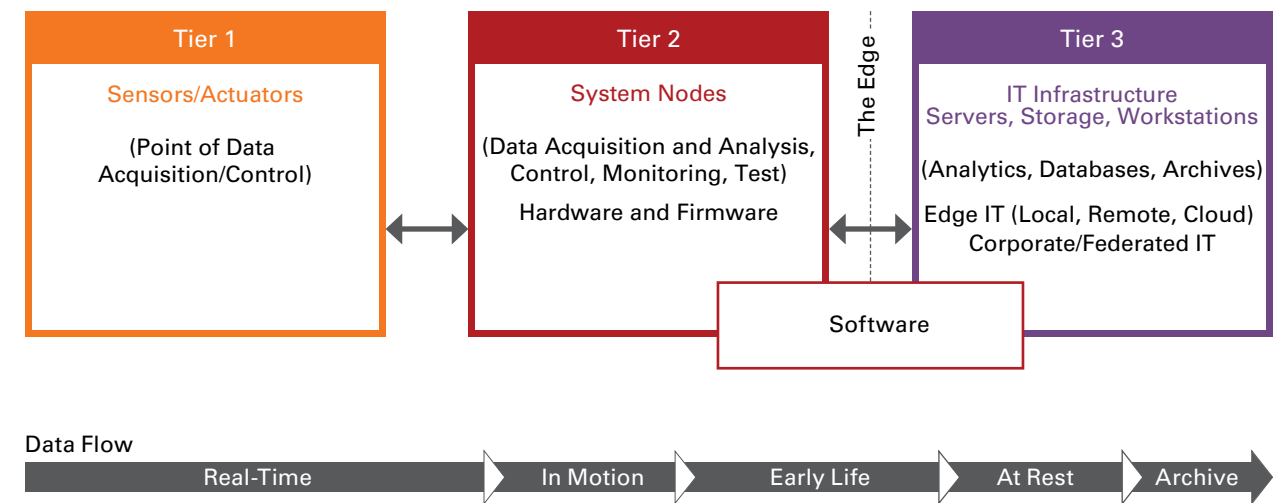 Tier 1
Sensors/Actuators
(Point of Data
Acquisition/Control)
Tier 2
System Nodes
(Data Acquisition and Analysis,
Control, Monitoring, Test)
Hardware and Firmware
The Edge
Tier 3
IT Infrastructure
Servers, Storage, Workstations
(Analytics, Databases, Archives)
Edge IT (Local, Remote, Cloud)
Corporate/Federated IT
Software
Data Flow
Real-Time
In Motion
Early Life
At Rest
Archive